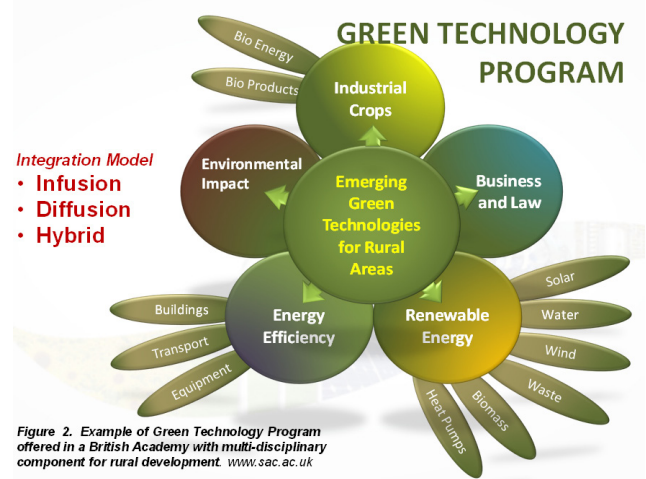 GREEN TECHNOLOGY
PROGRAM
Bio Energy
Bio Products
Industrial
Crops
Integration Model
• Infusion
• Diffusion
• Hybrid
Environmental
Impact
Emerging
Green
Technologies
for Rural
Areas
Business
and Law
Energy
Efficiency
Renewable
Energy
Buildings
Transport
Equipment
Solar
Water
Wind
Waste
Biomass
Heat Pumps
Figure 2. Example of Green Technology Program
offered in a British Academy with multi-disciplinary
component for rural development. www.sac.ac.uk